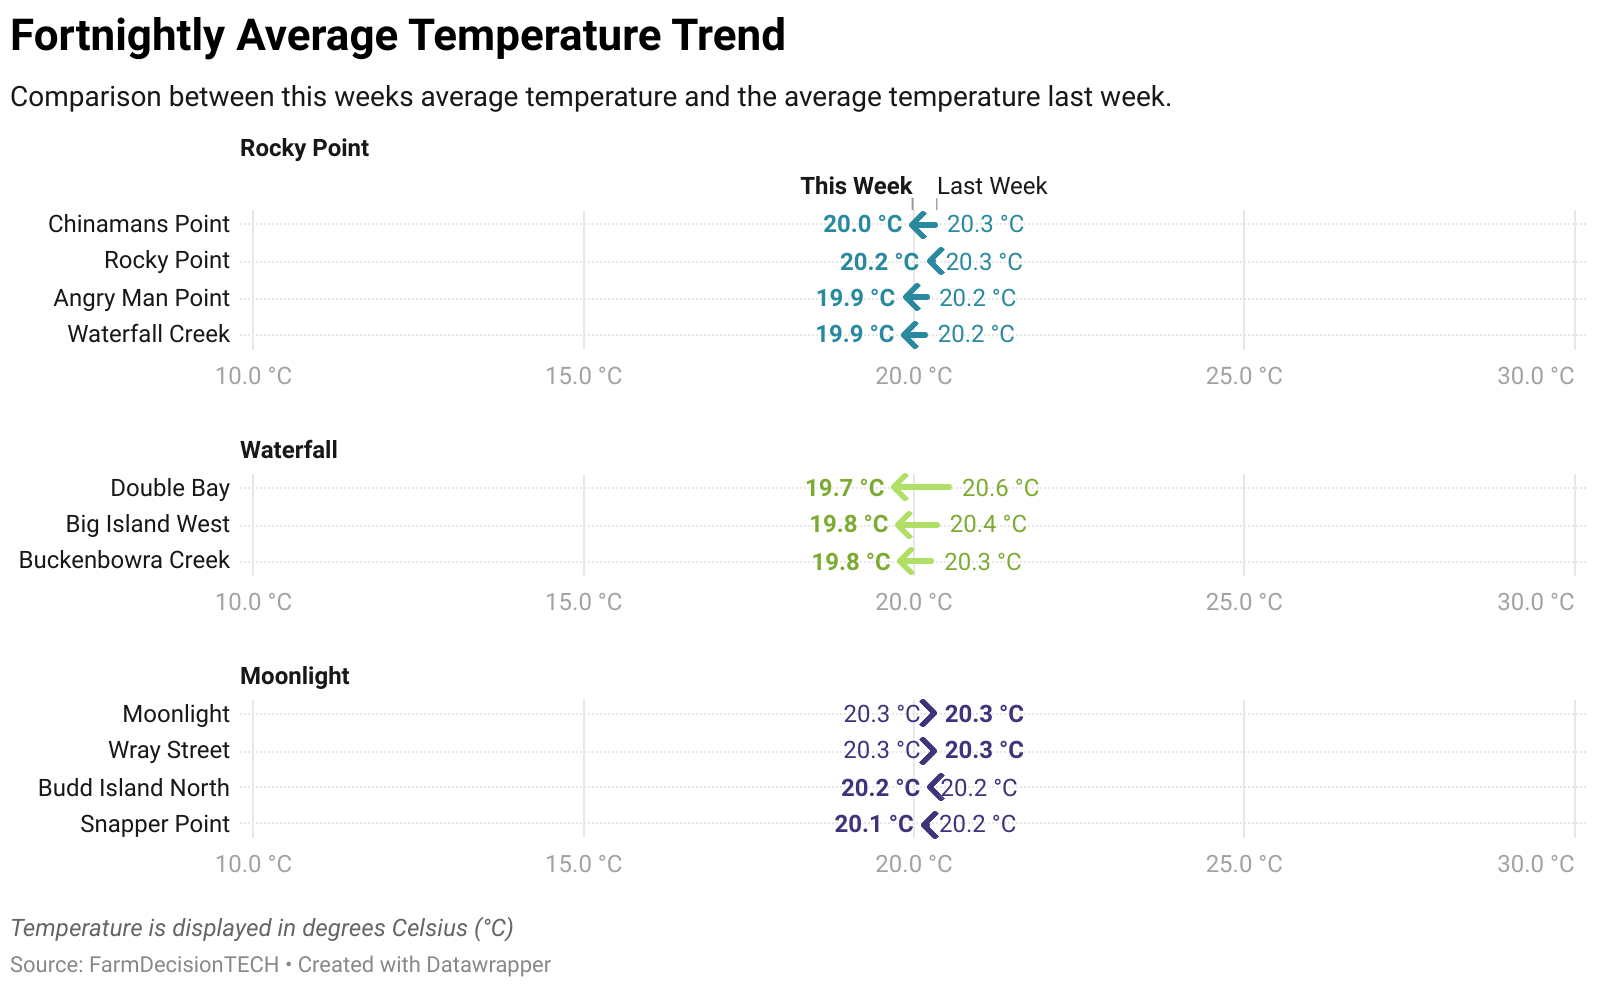 Fortnightly Average Temperature Trend
Comparison between this weeks average temperature and the average temperature last week.
Rocky Point
This Week Last Week
Chinamans Point 20.0 °C 20.3 °C
Rocky Point 20.2 °C 20.3 °C
Angry Man Point 19.9 °C 20.2 °C
Waterfall Creek 19.9 °C 20.2 °C
10.0 °C 15.0 °C 20.0 °C 25.0 °C 30.0 °C
Waterfall
Double Bay 19.7 °C 20.6 °C
Big Island West 19.8 °C 20.4 °C
Buckenbowra Creek 19.8 °C 20.3 °C
10.0 °C 15.0 °C 20.0 °C 25.0 °C 30.0 °C
Moonlight
Moonlight 20.3 °C 20.3 °C
Wray Street 20.3 °C 20.3 °C
Budd Island North 20.2 °C 20.2 °C
Snapper Point 20.1 °C 20.2 °C
10.0 °C 15.0 °C 20.0 °C 25.0 °C 30.0 °C
Temperature is displayed in degrees Celsius (°C)
Source: FarmDecisionTECH • Created with Datawrapper